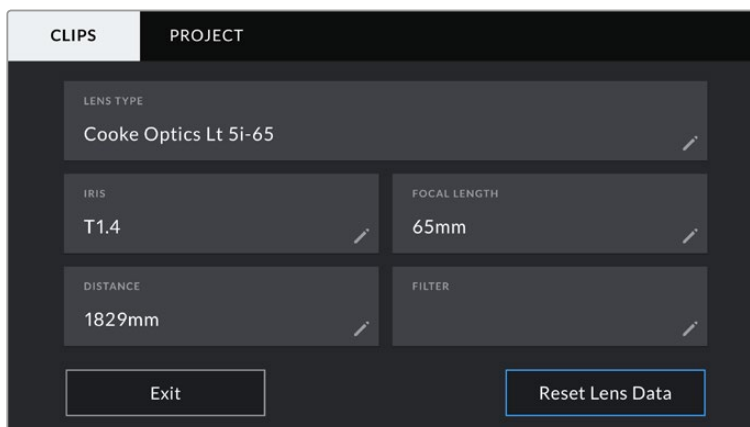 CLIPS PROJECT
LENS TYPE
Cooke Optics Lt 5i-65
IRIS
T1.4
FOCAL LENGTH
65mm
DISTANCE
1829mm
FILTER
Exit
Reset Lens Data